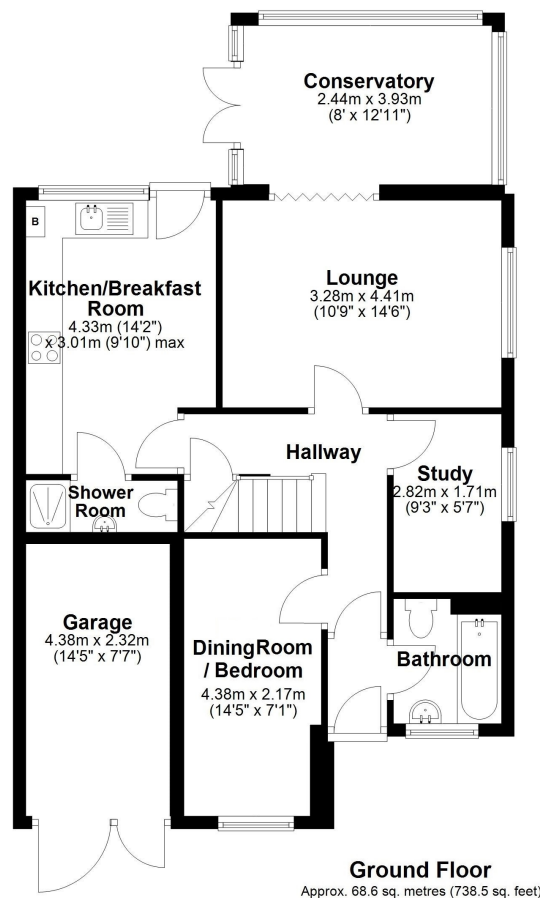 Conservatory
2.44m x 3.93m
(8' x 12'11")
B
Kitchen/Breakfast
Room
4.33m (14'2")
x 3.01m (9'10") max
Lounge
3.28m x 4.41m
(10'9" x 14'6")
Hallway
Study
2.82m x 1.71m
(9'3" x 5'7")
Shower
Room
Garage
4.38m x 2.32m
(14'5" x 7'7")
DiningRoom
/ Bedroom
4.38m x 2.17m
(14'5" x 7'1")
Bathroom
Ground Floor
Approx. 68.6 sq. metres (738.5 sq. feet)